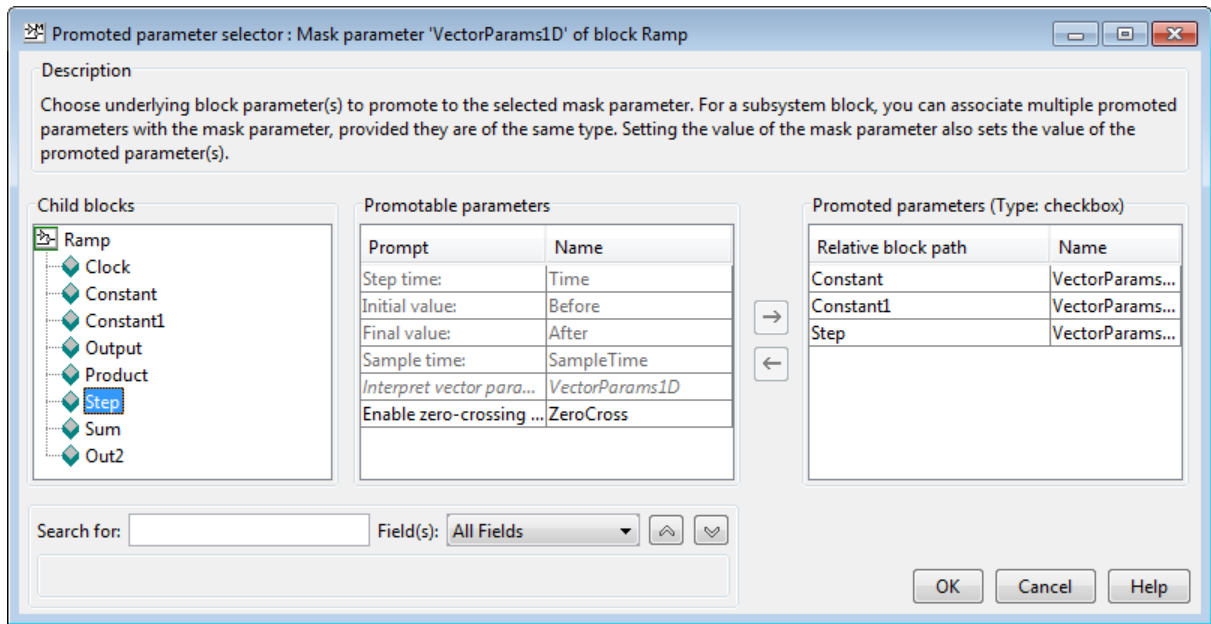 Promoted parameter selector : Mask parameter 'VectorParams1D' of block Ramp
Description
Choose underlying block parameter(s) to promote to the selected mask parameter. For a subsystem block, you can associate multiple promoted
parameters with the mask parameter, provided they are of the same type. Setting the value of the mask parameter also sets the value of the
promoted parameter(s).
Child blocks
Ramp
Clock
Constant
Constant1
Output
Product
Step
Sum
Out2
Promotable parameters
Prompt Name
Step time: Time
Initial value: Before
Final value: After
Sample time: SampleTime
Interpret vector para... VectorParams1D
Enable zero-crossing ... ZeroCross
Promoted parameters (Type: checkbox)
Relative block path Name
Constant VectorParams...
Constant1 VectorParams...
Step VectorParams...
Search for: Field(s): All Fields
OK Cancel Help